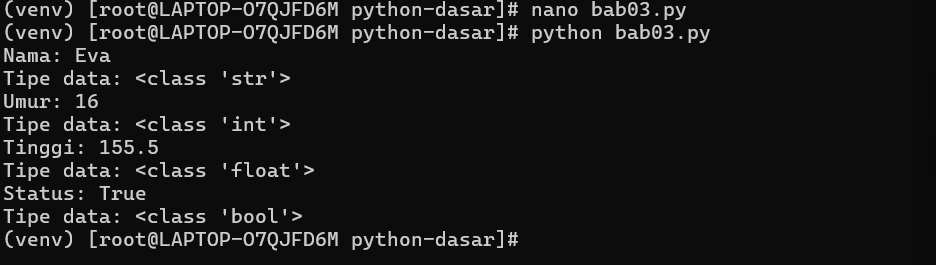 (venv) [root@LAPTOP-O7QJFD6M python-dasar]# nano bab03.py
(venv) [root@LAPTOP-O7QJFD6M python-dasar]# python bab03.py
Nama: Eva
Tipe data: <class 'str'>
Umur: 16
Tipe data: <class 'int'>
Tinggi: 155.5
Tipe data: <class 'float'>
Status: True
Tipe data: <class 'bool'>
(venv) [root@LAPTOP-O7QJFD6M python-dasar]#